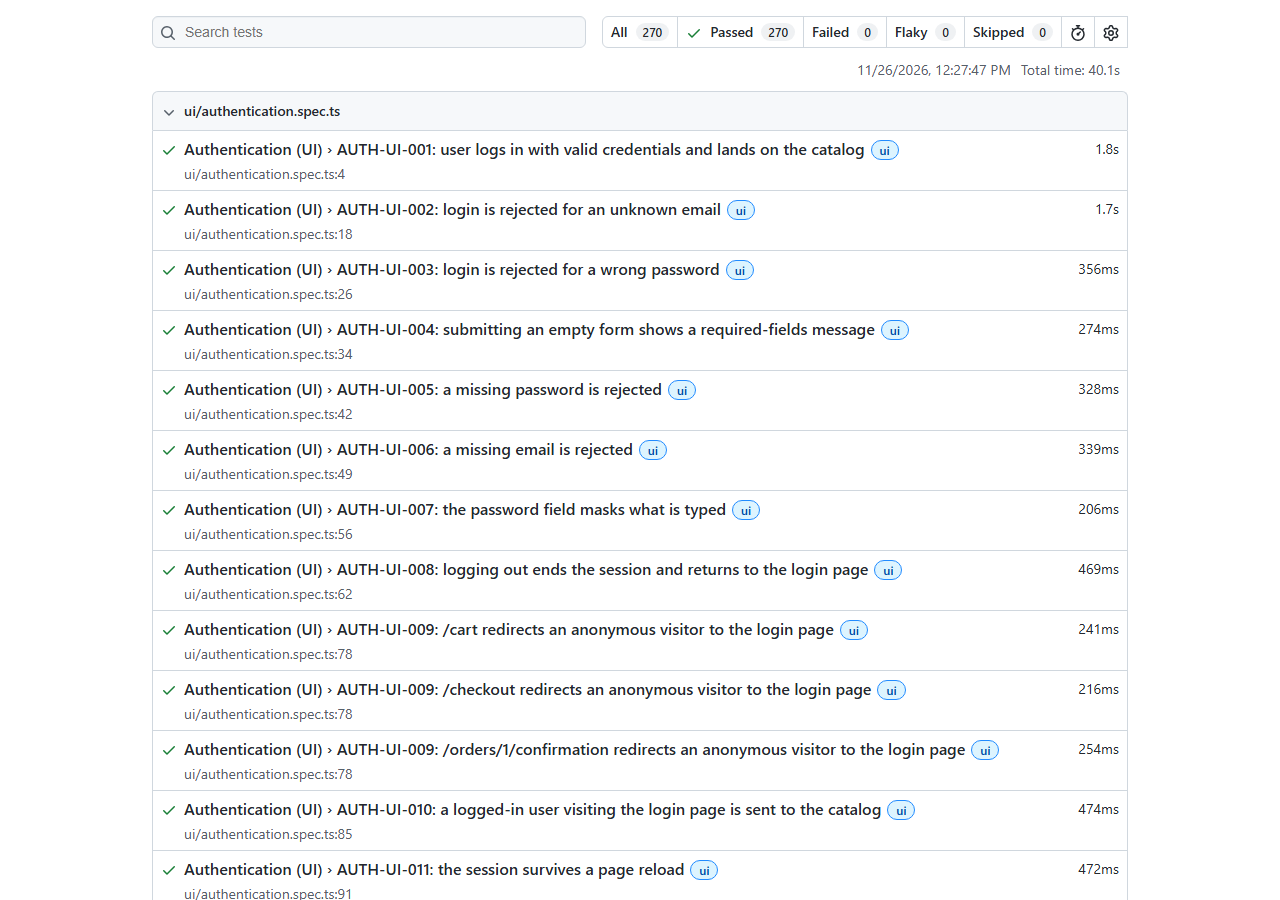 Search tests
All 270 Passed 270 Failed 0 Flaky 0 Skipped 0
11/26/2026, 12:27:47 PM Total time: 40.1s
ui/authentication.spec.ts
Authentication (UI) › AUTH-UI-001: user logs in with valid credentials and lands on the catalog ui 1.8s
ui/authentication.spec.ts:4
Authentication (UI) › AUTH-UI-002: login is rejected for an unknown email ui 1.7s
ui/authentication.spec.ts:18
Authentication (UI) › AUTH-UI-003: login is rejected for a wrong password ui 356ms
ui/authentication.spec.ts:26
Authentication (UI) › AUTH-UI-004: submitting an empty form shows a required-fields message ui 274ms
ui/authentication.spec.ts:34
Authentication (UI) › AUTH-UI-005: a missing password is rejected ui 328ms
ui/authentication.spec.ts:42
Authentication (UI) › AUTH-UI-006: a missing email is rejected ui 339ms
ui/authentication.spec.ts:49
Authentication (UI) › AUTH-UI-007: the password field masks what is typed ui 206ms
ui/authentication.spec.ts:56
Authentication (UI) › AUTH-UI-008: logging out ends the session and returns to the login page ui 469ms
ui/authentication.spec.ts:62
Authentication (UI) › AUTH-UI-009: /cart redirects an anonymous visitor to the login page ui 241ms
ui/authentication.spec.ts:78
Authentication (UI) › AUTH-UI-009: /checkout redirects an anonymous visitor to the login page ui 216ms
ui/authentication.spec.ts:78
Authentication (UI) › AUTH-UI-009: /orders/1/confirmation redirects an anonymous visitor to the login page ui 254ms
ui/authentication.spec.ts:78
Authentication (UI) › AUTH-UI-010: a logged-in user visiting the login page is sent to the catalog ui 474ms
ui/authentication.spec.ts:85
Authentication (UI) › AUTH-UI-011: the session survives a page reload ui 472ms
ui/authentication.spec.ts:91